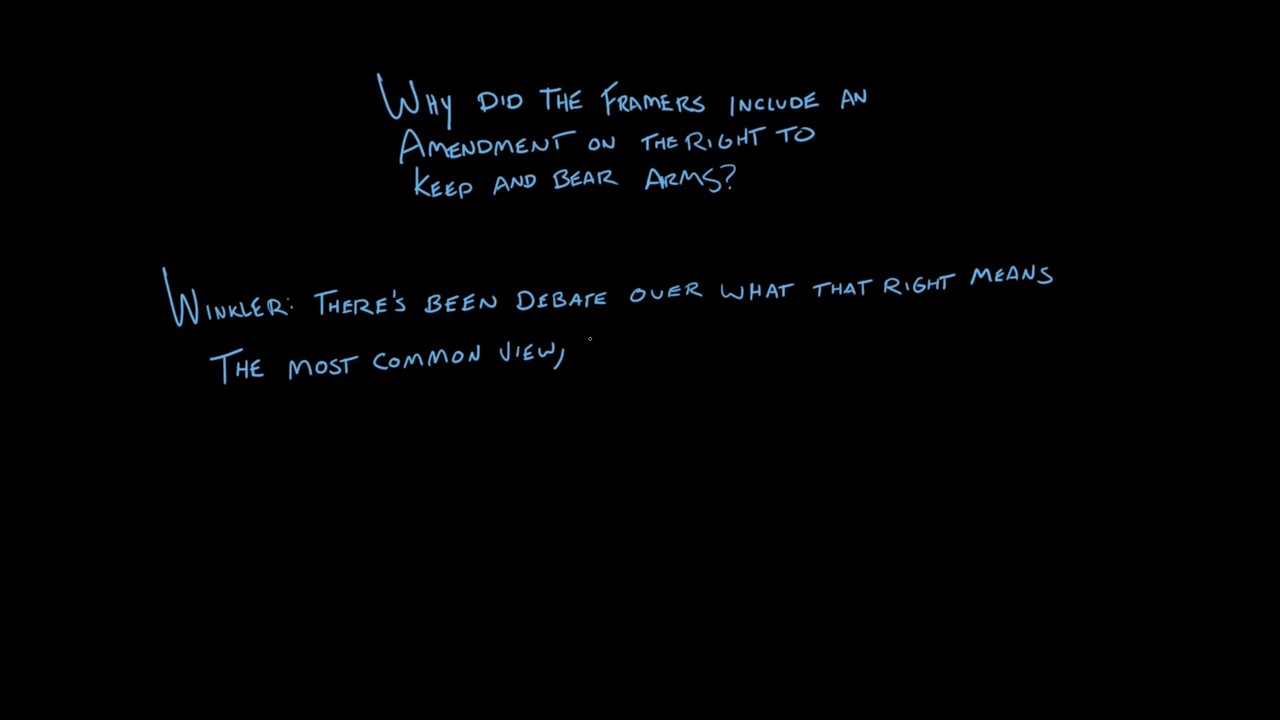 WHY DID THE FRAMERS INCLUDE AN
AMENDMENT ON THE RIGHT TO
KEEP AND BEAR ARMS?
WINKLER: THERE'S BEEN DEBATE OVER WHAT THAT RIGHT MEANS
THE MOST COMMON VIEW,